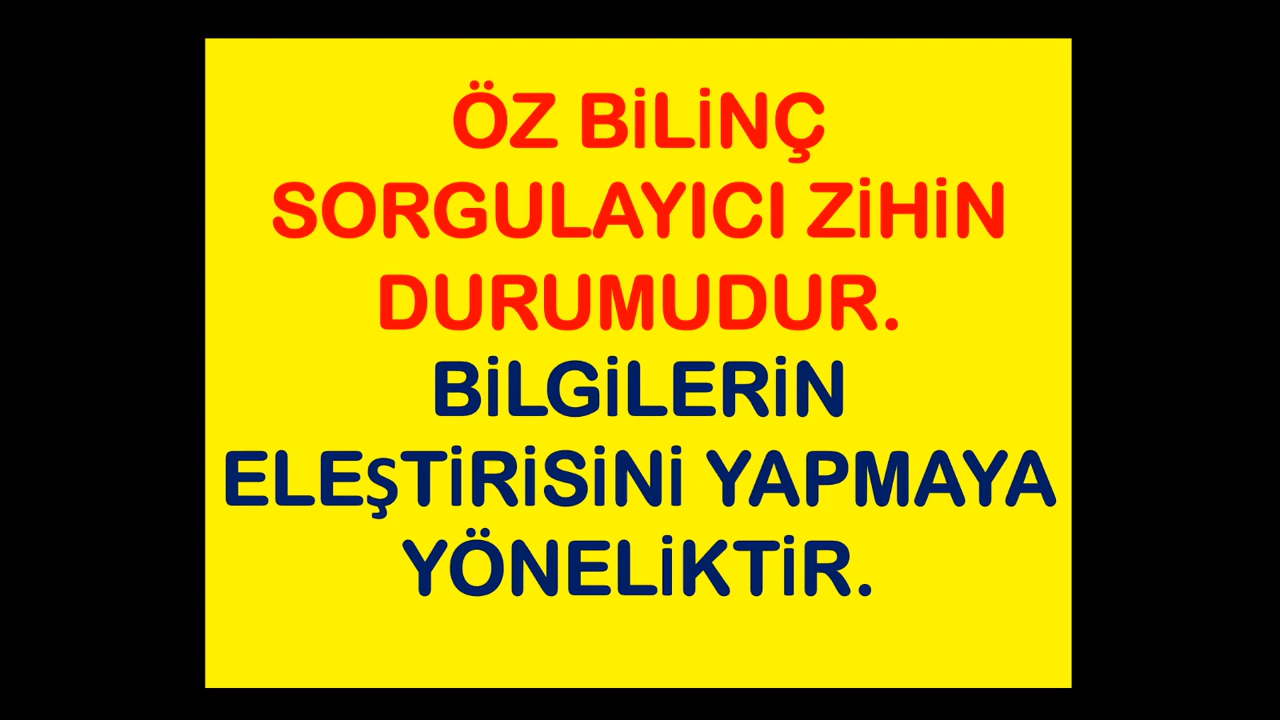 ÖZ BİLİNÇ
SORGULAYICI ZİHİN
DURUMUDUR.
BİLGİLERİN
ELEŞTİRİSİNİ YAPMAYA
YÖNELİKTİR.